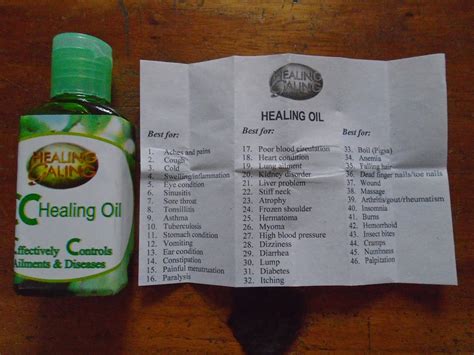 HEALING
GALING
CC Healing Oil
Effectively Controls
Ailments & Diseases
HEALING
GALING
HEALING OIL
Best for:
1. Aches and pains
2. Cough
3. Cold
4. Swelling/inflammation
5. Eye condition
6. Sinusitis
7. Sore throat
8. Tonsilitis
9. Asthma
10. Tuberculosis
11. Stomach condition
12. Vomiting
13. Ear condition
14. Constipation
15. Painful menstruation
16. Paralysis
Best for:
17. Poor blood circulation
18. Heart condition
19. Lung ailment
20. Kidney disorder
21. Liver problem
22. Stiff neck
23. Atrophy
24. Frozen shoulder
25. Hematoma
26. Myoma
27. High blood pressure
28. Dizziness
29. Diarrhea
30. Lump
31. Diabetes
32. Itching
Best for:
33. Boil (Pigsa)
34. Anemia
35. Falling hair
36. Dead finger nails/toe nails
37. Wound
38. Massage
39. Arthritis/gout/rheumatism
40. Insomnia
41. Burns
42. Hemorrhoid
43. Insect bites
44. Cramps
45. Numbness
46. Palpitation